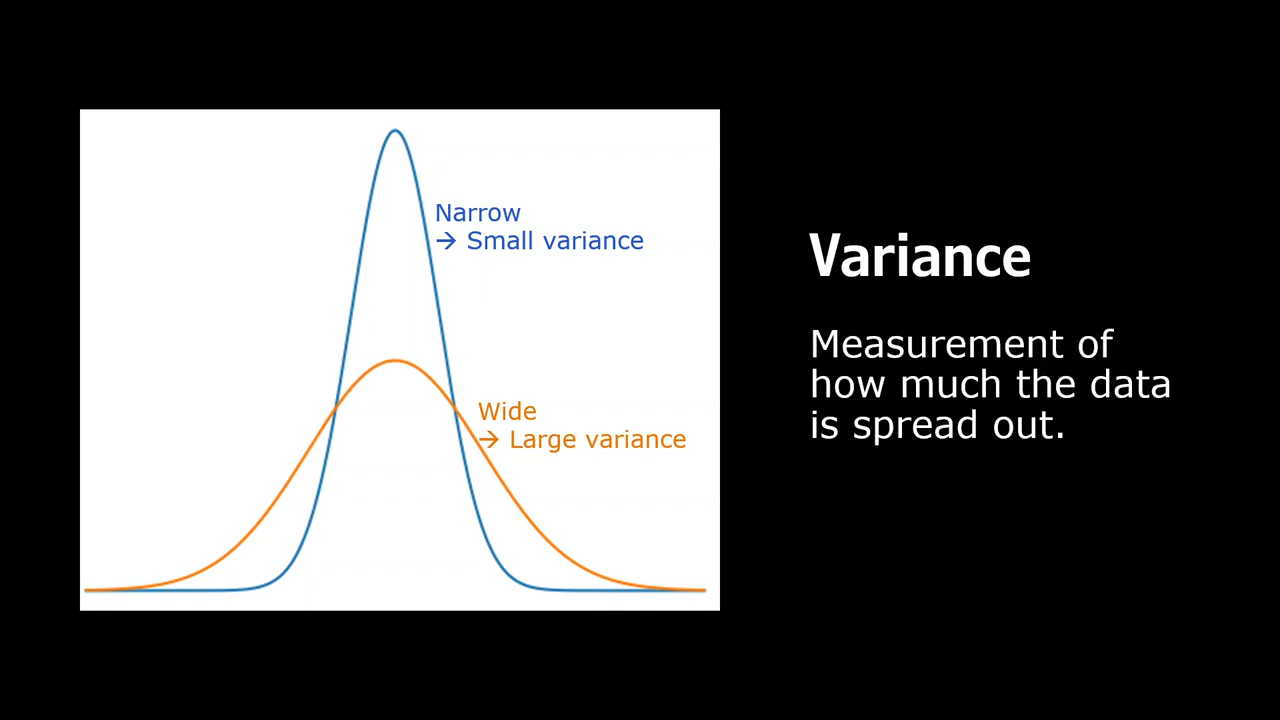 Narrow
→ Small variance
Wide
→ Large variance
Variance
Measurement of
how much the data
is spread out.